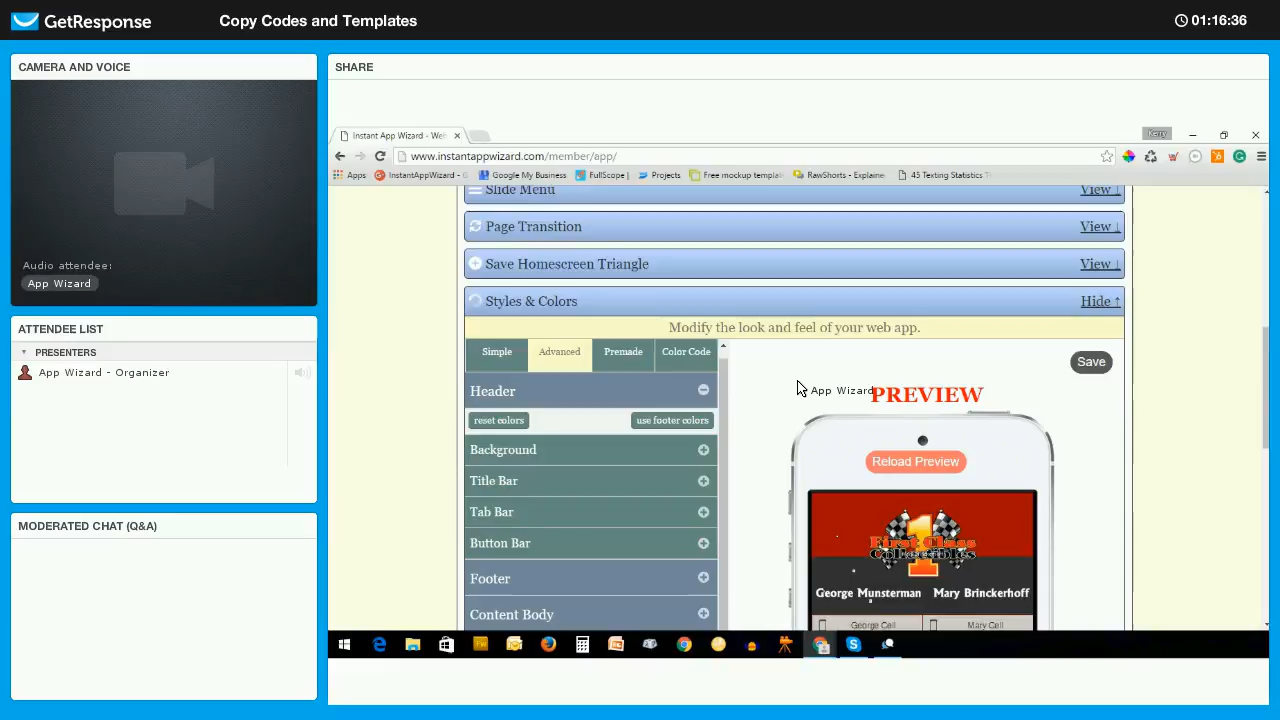 GetResponse
Copy Codes and Templates
01:16:36
CAMERA AND VOICE
Audio attendee:
App Wizard
ATTENDEE LIST
PRESENTERS
App Wizard - Organizer
MODERATED CHAT (Q&A)
SHARE
Instant App Wizard - We
Kerry
www.instantappwizard.com/member/app/
Apps
InstantAppWizard - G
Google My Business
FullScope |
Projects
Free mockup templa
RawShorts - Explaine
45 Texting Statistics T
Slide Menu
View ↓
Page Transition
View ↓
Save Homescreen Triangle
View ↓
Styles & Colors
Hide ↑
Modify the look and feel of your web app.
Simple
Advanced
Premade
Color Code
Save
Header
App Wizard
PREVIEW
reset colors
use footer colors
Background
Reload Preview
Title Bar
Tab Bar
Button Bar
Footer
Content Body
1
First Class
Collectibles
George Munsterman
Mary Brinckerhoff
George Cell
Mary Cell